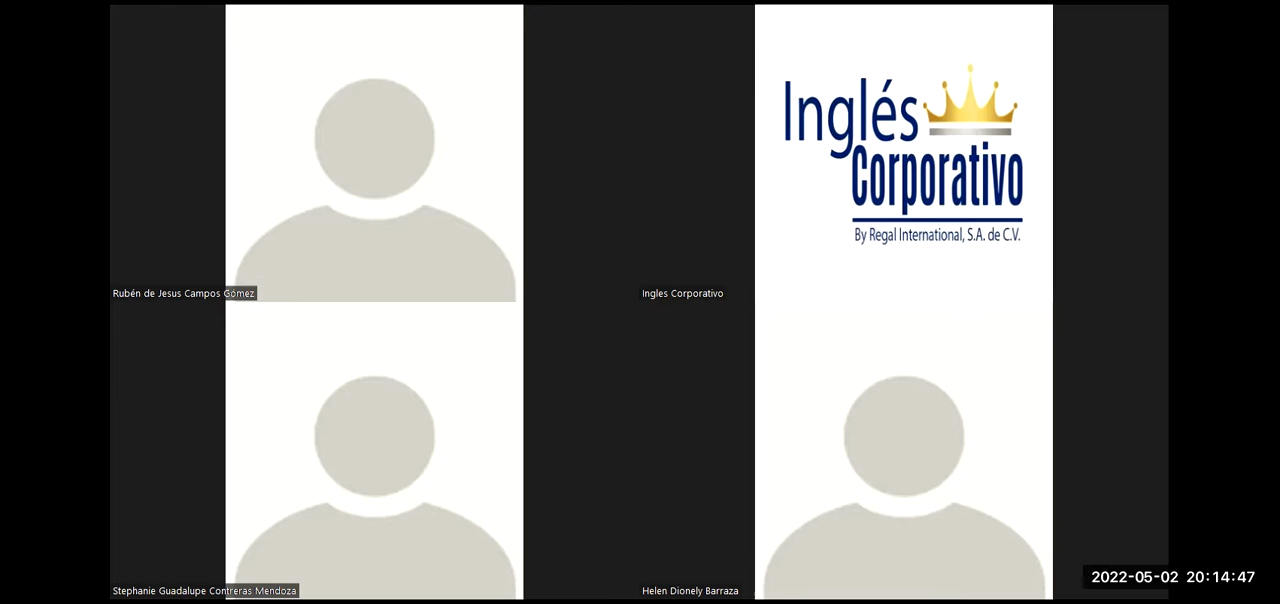 Inglés
Corporativo
By Regal International, S.A. de C.V.
Rubén de Jesus Campos Gómez
Ingles Corporativo
Stephanie Guadalupe Contreras Mendoza
Helen Dionely Barraza
2022-05-02 20:14:47